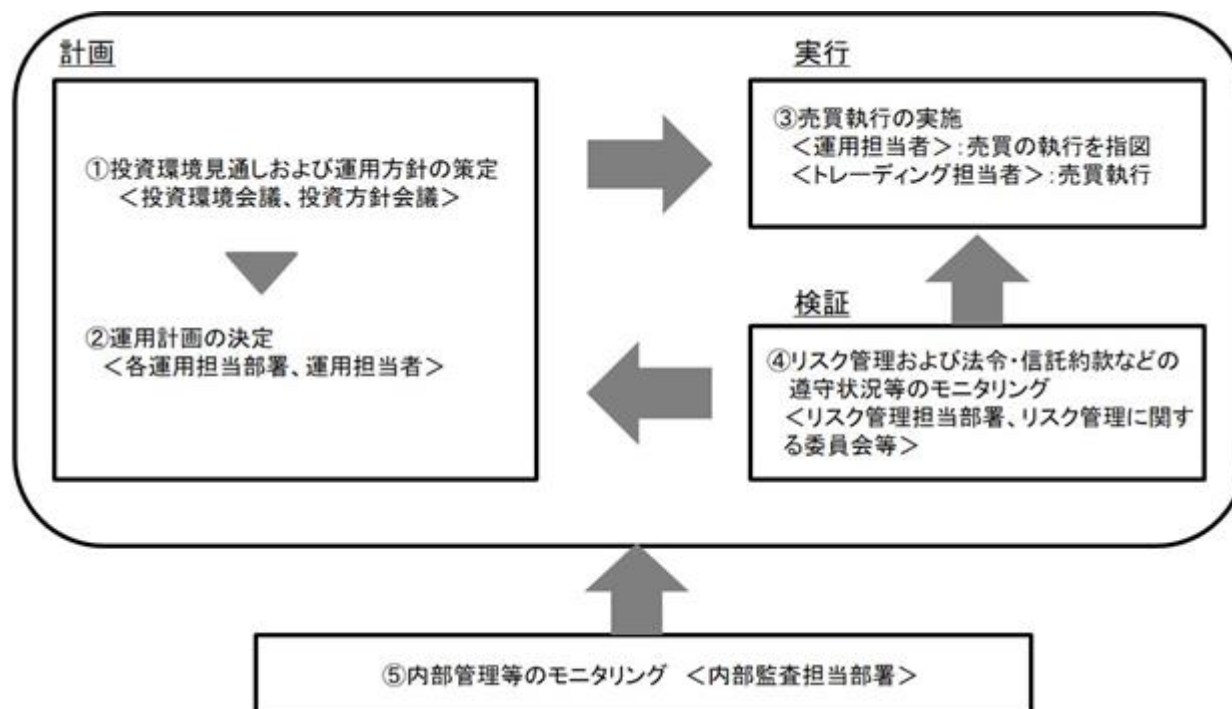 計画
①投資環境見通しおよび運用方針の策定
＜投資環境会議、投資方針会議＞
②運用計画の決定
＜各運用担当部署、運用担当者＞
実行
③売買執行の実施
＜運用担当者＞：売買の執行を指図
＜トレーディング担当者＞：売買執行
検証
④リスク管理および法令・信託約款などの
遵守状況等のモニタリング
＜リスク管理担当部署、リスク管理に関す
る委員会等＞
⑤内部管理等のモニタリング ＜内部監査担当部署＞